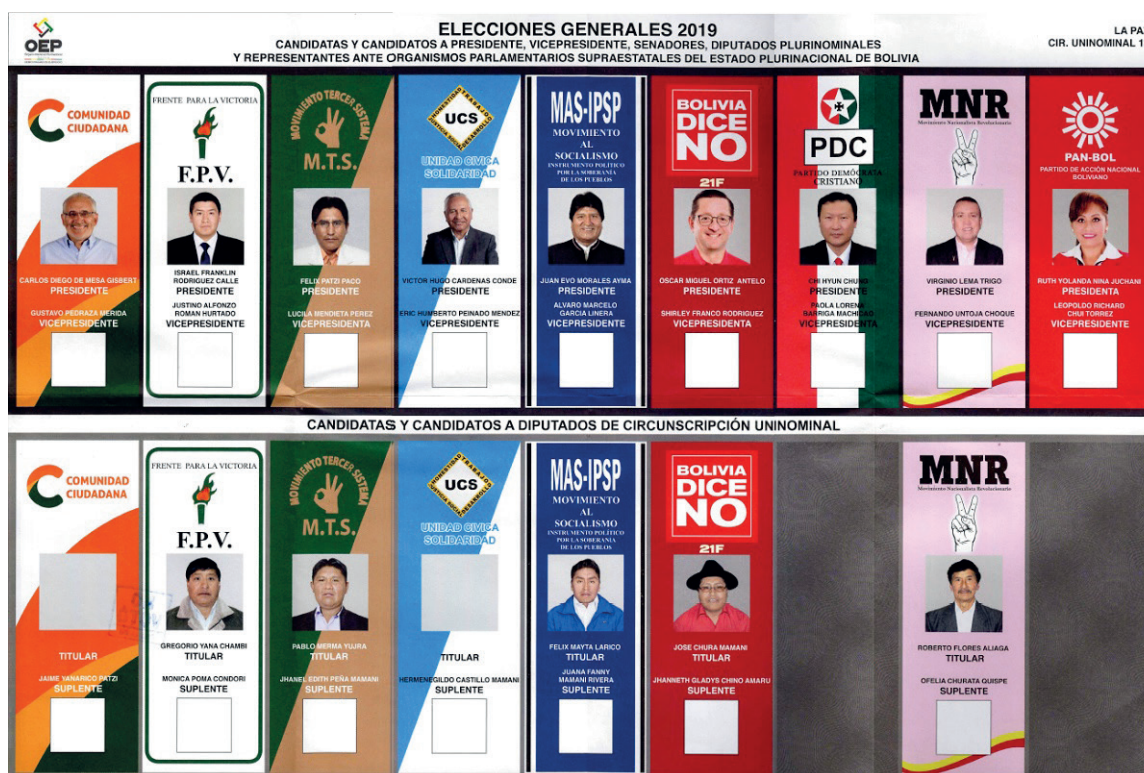 OEP
ELECCIONES GENERALES 2019
CANDIDATAS Y CANDIDATOS A PRESIDENTE, VICEPRESIDENTE, SENADORES, DIPUTADOS PLURINOMINALES
Y REPRESENTANTES ANTE ORGANISMOS PARLAMENTARIOS SUPRAESTATALES DEL ESTADO PLURINACIONAL DE BOLIVIA
LA PA
CIR. UNINOMINAL 1
COMUNIDAD
CIUDADANA
CARLOS DIEGO DE MESA GISBERT
PRESIDENTE
GUSTAVO PEDRAZA MERIDA
VICEPRESIDENTE
FRENTE PARA LA VICTORIA
F.P.V.
ISRAEL FRANKLIN
RODRIGUEZ CALLE
PRESIDENTE
JUSTINO ALFONZO
ROMAN HURTADO
VICEPRESIDENTE
MOVIMIENTO TERCER SISTEMA
M.T.S.
FELIX PATZI PACO
PRESIDENTE
LUCILA MENDIETA PEREZ
VICEPRESIDENTA
UCS
UNIDAD CIVICA
SOLIDARIDAD
VICTOR HUGO CARDENAS CONDE
PRESIDENTE
ERIC HUMBERTO PEINADO MENDEZ
VICEPRESIDENTE
MAS-IPSP
MOVIMIENTO
AL
SOCIALISMO
INSTRUMENTO POLÍTICO
POR LA SOBERANÍA
DE LOS PUEBLOS
JUAN EVO MORALES AYMA
PRESIDENTE
ALVARO MARCELO
GARCIA LINERA
VICEPRESIDENTE
BOLIVIA
DICE
NO
21F
OSCAR MIGUEL ORTIZ ANTELO
PRESIDENTE
SHIRLEY FRANCO RODRIGUEZ
VICEPRESIDENTA
PDC
PARTIDO DEMÓCRATA
CRISTIANO
CHI HYUN CHUNG
PRESIDENTE
PAOLA LORENA
BARRIGA MACHICAO
VICEPRESIDENTA
MNR
Movimiento Nacionalista Revolucionario
VIRGINIO LEMA TRIGO
PRESIDENTE
FERNANDO UNTOJA CHOQUE
VICEPRESIDENTE
PAN-BOL
PARTIDO DE ACCIÓN NACIONAL
BOLIVIANO
RUTH YOLANDA NINA JUCHANI
PRESIDENTA
LEOPOLDO RICHARD
CHUI TORREZ
VICEPRESIDENTE
CANDIDATAS Y CANDIDATOS A DIPUTADOS DE CIRCUNSCRIPCIÓN UNINOMINAL
COMUNIDAD
CIUDADANA
TITULAR
JAIME YANARICO PATZI
SUPLENTE
FRENTE PARA LA VICTORIA
F.P.V.
GREGORIO YANA CHAMBI
TITULAR
MONICA POMA CONDORI
SUPLENTE
MOVIMIENTO TERCER SISTEMA
M.T.S.
PABLO MERMA YUJRA
TITULAR
JHANEL EDITH PEÑA MAMANI
SUPLENTE
UCS
UNIDAD CIVICA
SOLIDARIDAD
TITULAR
HERMENEGILDO CASTILLO MAMANI
SUPLENTE
MAS-IPSP
MOVIMIENTO
AL
SOCIALISMO
INSTRUMENTO POLÍTICO
POR LA SOBERANÍA
DE LOS PUEBLOS
FELIX MAYTA LARICO
TITULAR
JUANA FANNY
MAMANI RIVERA
SUPLENTE
BOLIVIA
DICE
NO
21F
JOSE CHURA MAMANI
TITULAR
JHANNETH GLADYS CHINO AMARU
SUPLENTE
MNR
Movimiento Nacionalista Revolucionario
ROBERTO FLORES ALIAGA
TITULAR
OFELIA CHURATA QUISPE
SUPLENTE